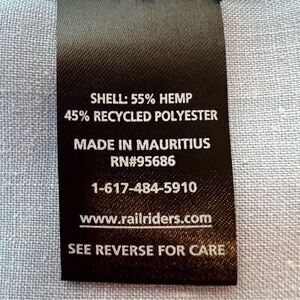 SHELL: 55% HEMP
45% RECYCLED POLYESTER
MADE IN MAURITIUS
RN#95686
1-617-484-5910
www.railriders.com
SEE REVERSE FOR CARE